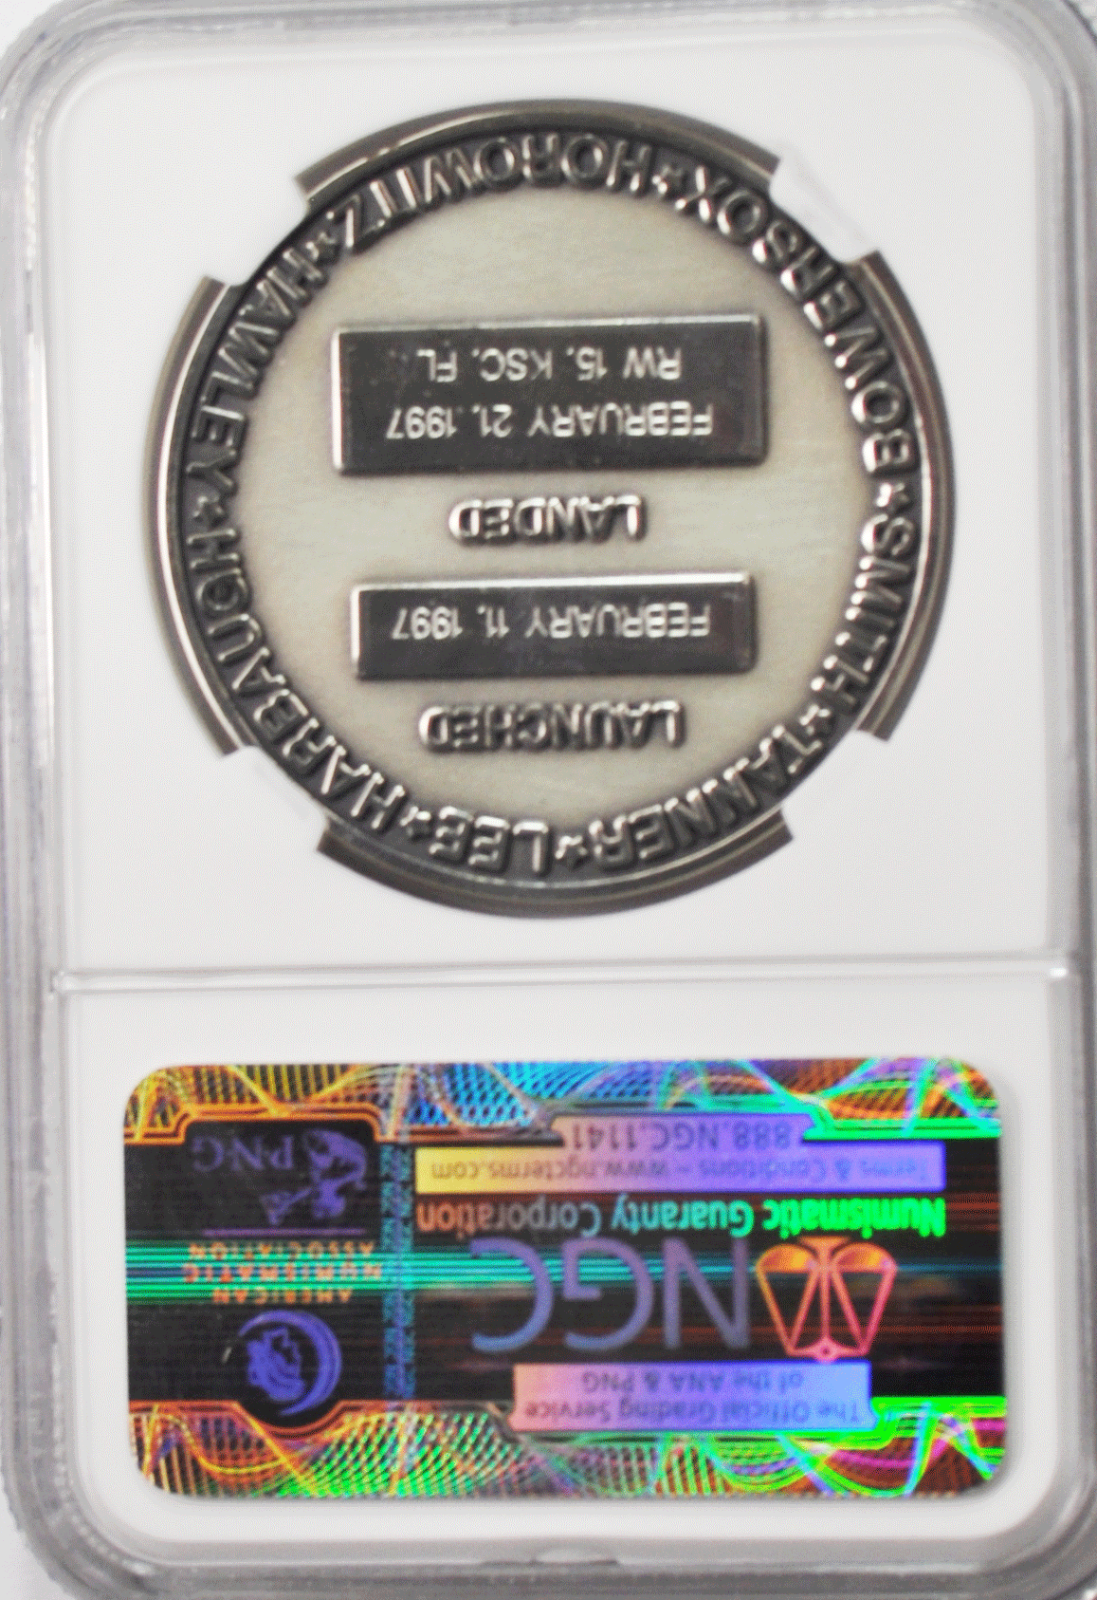 The Official Grading Service
of the ANA & PNG
NGC
Numismatic Guaranty Corporation
Terms & Conditions – www.ngcterms.com
888.NGC.1141
AMERICAN
NUMISMATIC
ASSOCIATION
PNG
BOWERSOX ★ SMITH ★ TANNER ★ LEE ★ HARBAUGH ★ HAWLEY ★ HOROWITZ ★
LAUNCHED
FEBRUARY 11, 1997
LANDED
FEBRUARY 21, 1997
RW 15, KSC, FL